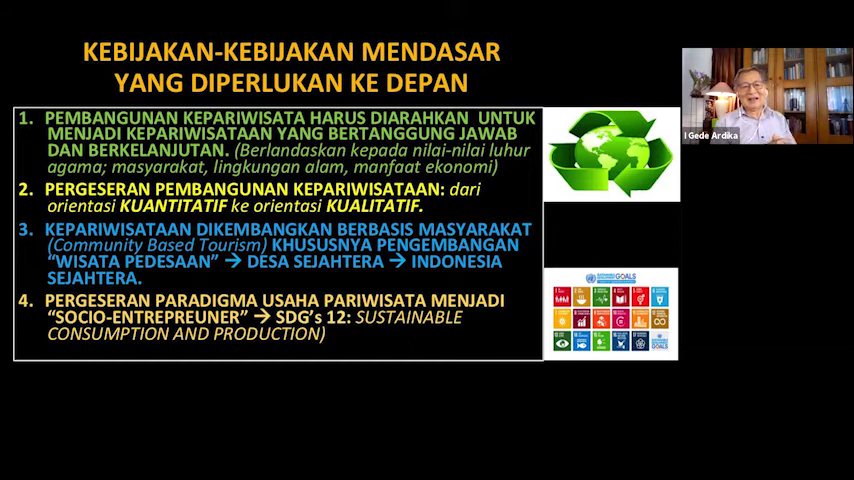 KEBIJAKAN-KEBIJAKAN MENDASAR
YANG DIPERLUKAN KE DEPAN
1. PEMBANGUNAN KEPARIWISATA HARUS DIARAHKAN UNTUK
MENJADI KEPARIWISATAAN YANG BERTANGGUNG JAWAB
DAN BERKELANJUTAN. (Berlandaskan kepada nilai-nilai luhur
agama; masyarakat, lingkungan alam, manfaat ekonomi)
2. PERGESERAN PEMBANGUNAN KEPARIWISATAAN: dari
orientasi KUANTITATIF ke orientasi KUALITATIF.
3. KEPARIWISATAAN DIKEMBANGKAN BERBASIS MASYARAKAT
(Community Based Tourism) KHUSUSNYA PENGEMBANGAN
“WISATA PEDESAAN” → DESA SEJAHTERA → INDONESIA
SEJAHTERA.
4. PERGESERAN PARADIGMA USAHA PARIWISATA MENJADI
“SOCIO-ENTREPREUNER” → SDG’s 12: SUSTAINABLE
CONSUMPTION AND PRODUCTION)
GOALS
I Gede Ardika